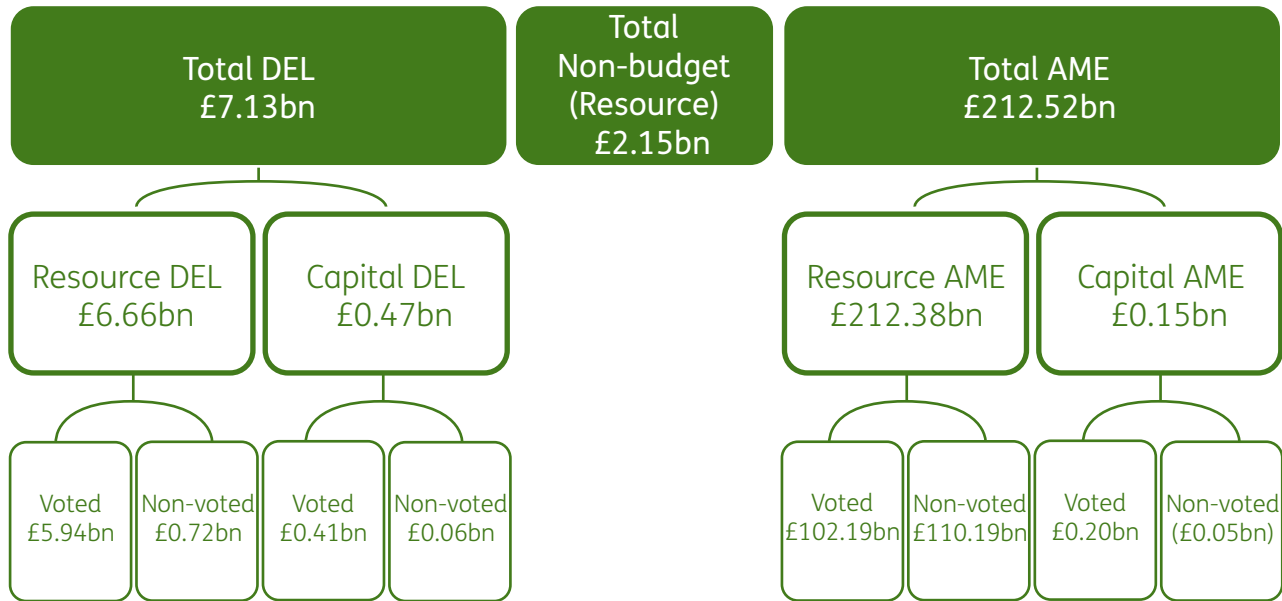 Total DEL
£7.13bn
Total
Non-budget
(Resource)
£2.15bn
Total AME
£212.52bn
Resource DEL
£6.66bn
Capital DEL
£0.47bn
Resource AME
£212.38bn
Capital AME
£0.15bn
Voted
£5.94bn
Non-voted
£0.72bn
Voted
£0.41bn
Non-voted
£0.06bn
Voted
£102.19bn
Non-voted
£110.19bn
Voted
£0.20bn
Non-voted
(£0.05bn)